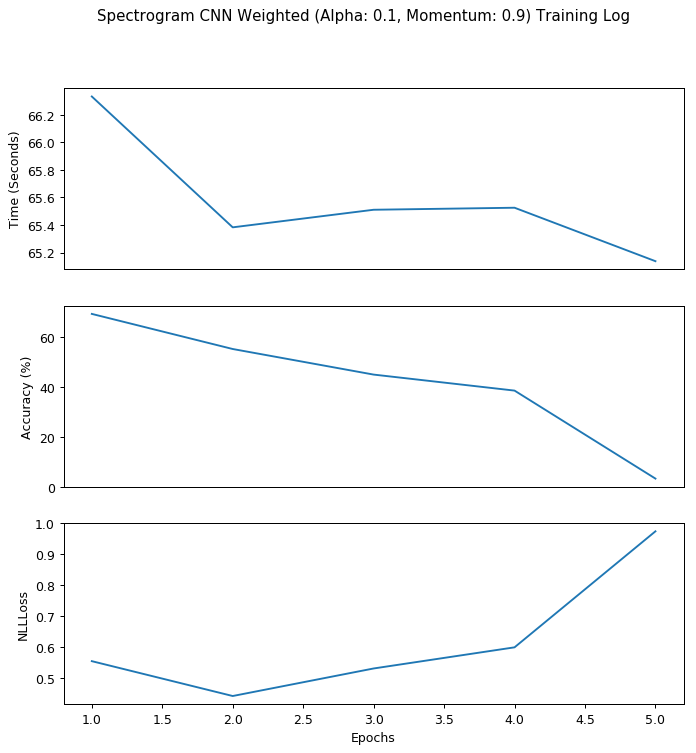 Spectrogram CNN Weighted (Alpha: 0.1, Momentum: 0.9) Training Log
Time (Seconds)
66.2
66.0
65.8
65.6
65.4
65.2
Accuracy (%)
60
40
20
0
NLLLoss
1.0
0.9
0.8
0.7
0.6
0.5
1.0 1.5 2.0 2.5 3.0 3.5 4.0 4.5 5.0
Epochs